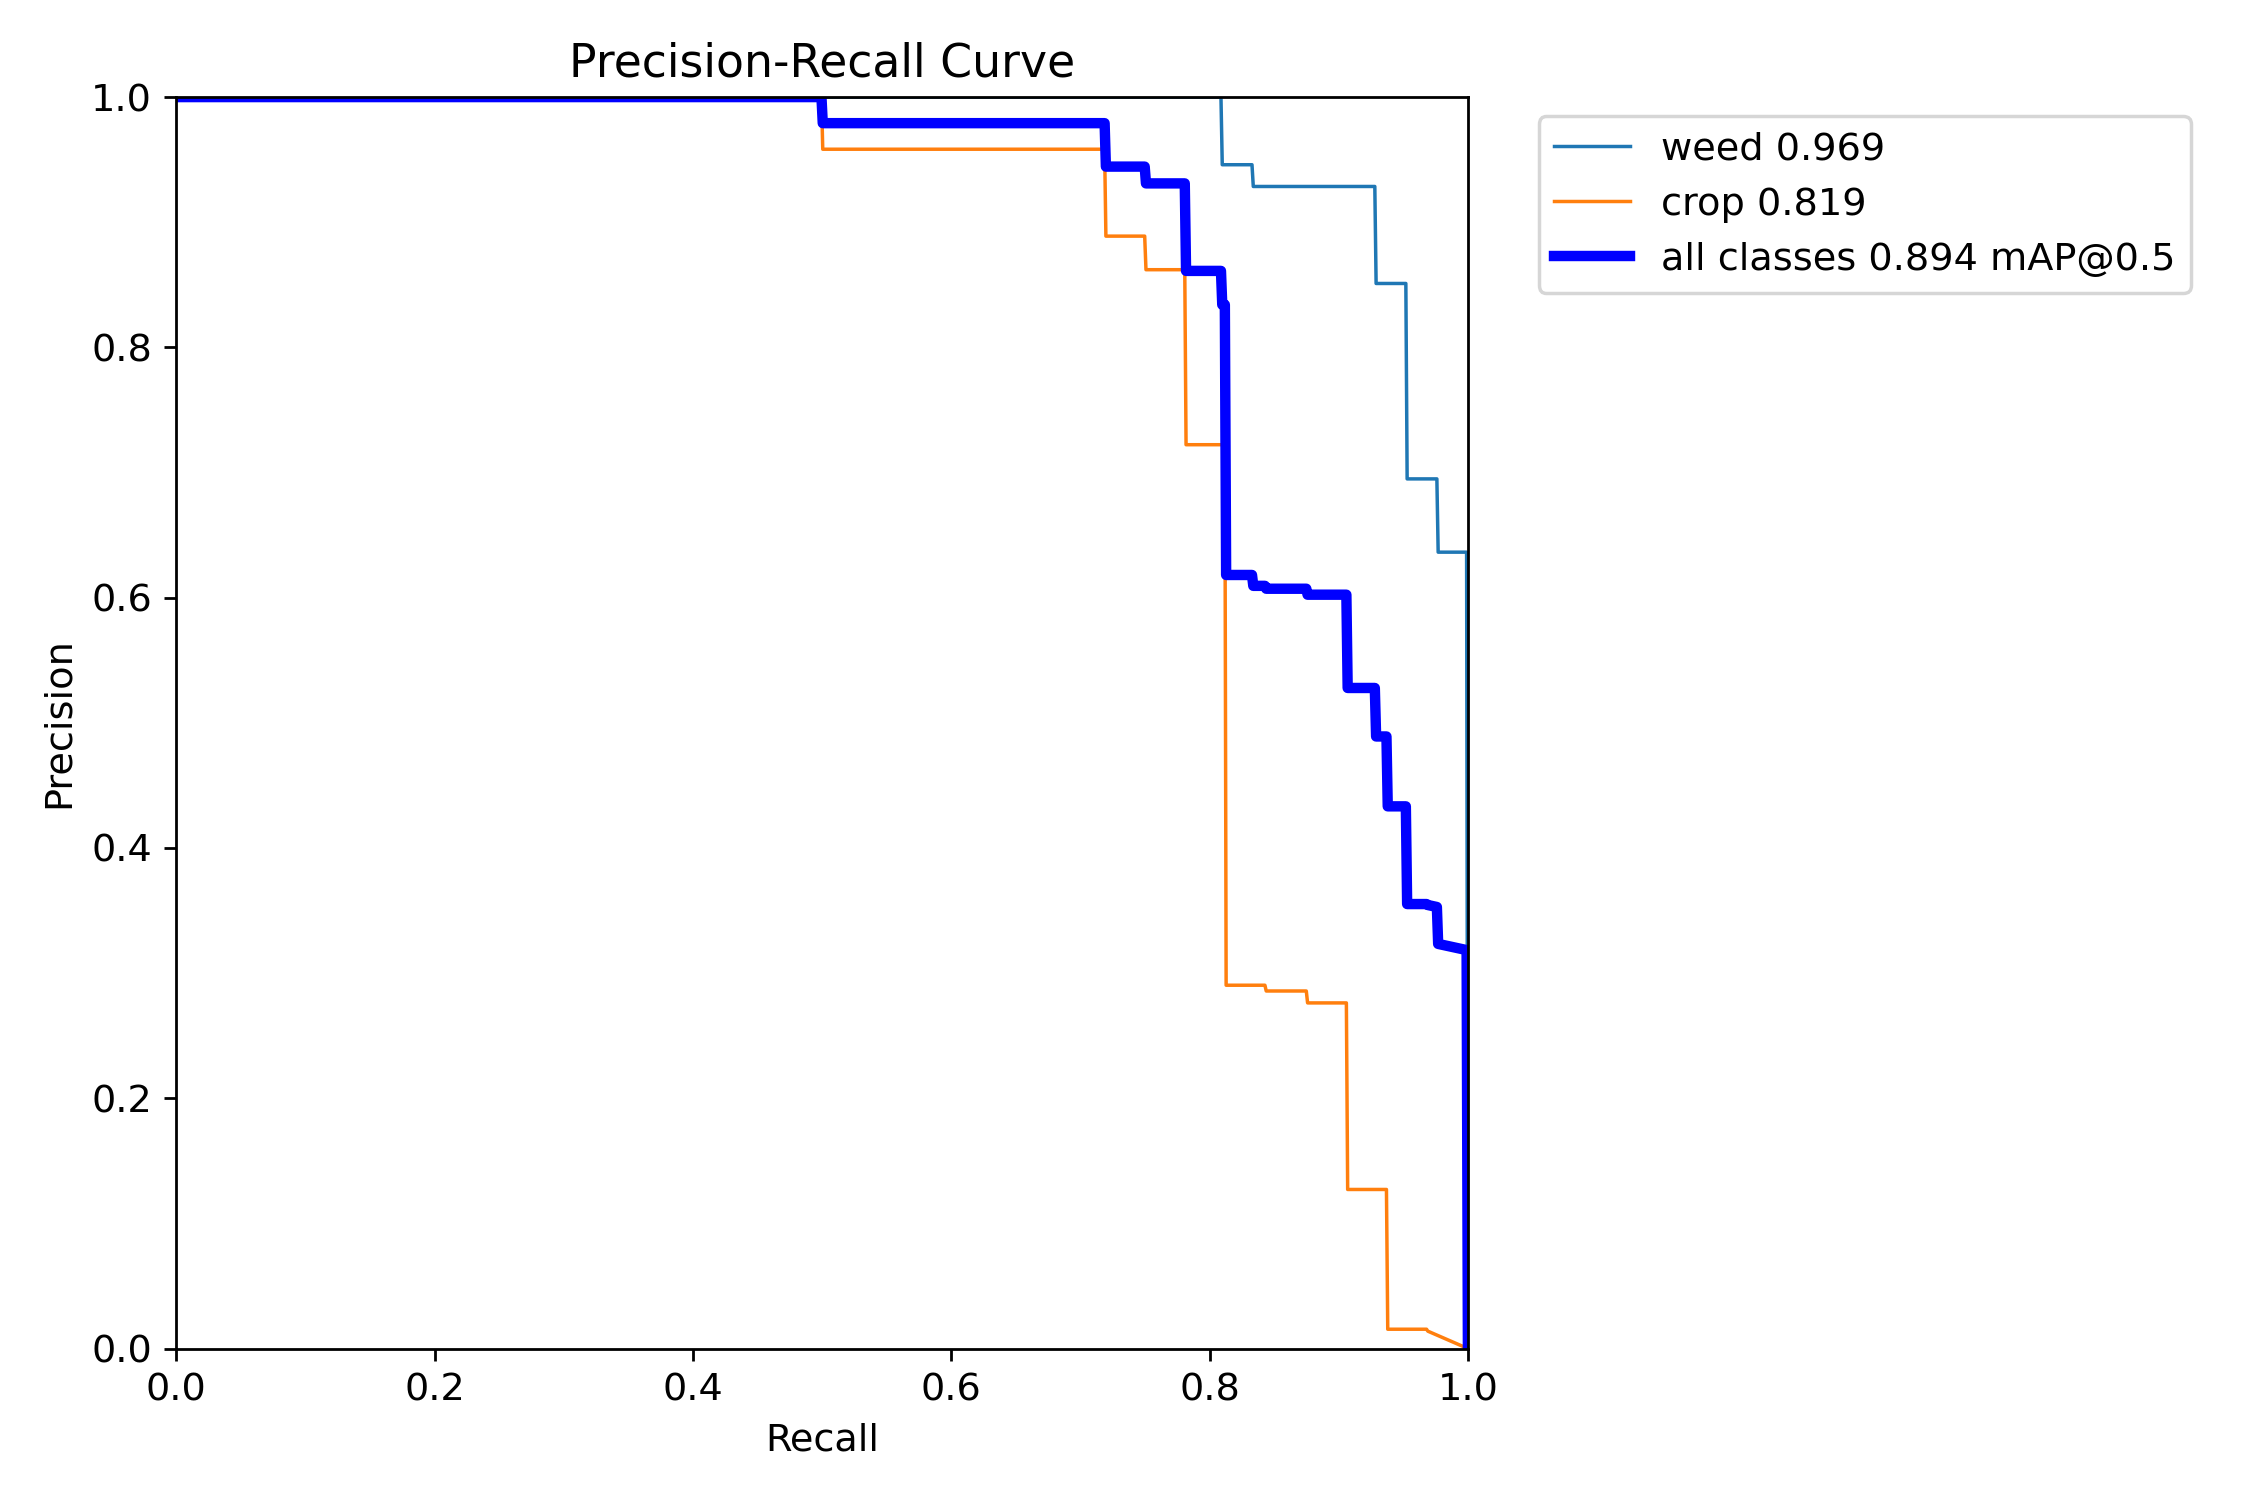 Precision-Recall Curve
1.0
0.8
0.6
0.4
0.2
0.0
Precision
0.0 0.2 0.4 0.6 0.8 1.0
Recall
weed 0.969
crop 0.819
all classes 0.894 mAP@0.5